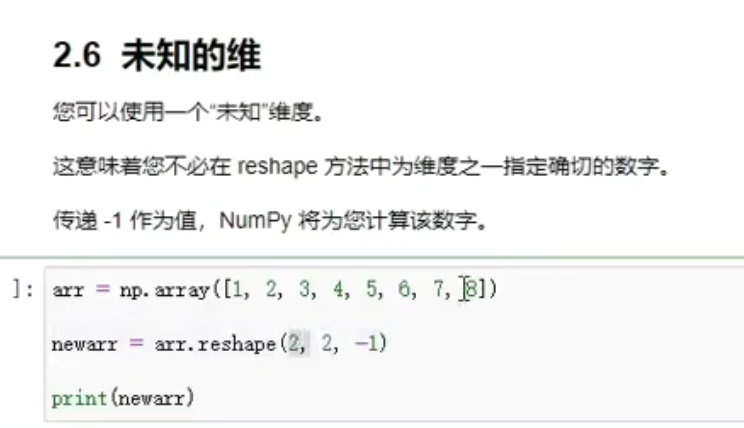 2.6 未知的维
您可以使用一个“未知”维度。
这意味着您不必在 reshape 方法中为维度之一指定确切的数字。
传递 -1 作为值，NumPy 将为您计算该数字。
]: arr = np.array([1, 2, 3, 4, 5, 6, 7, 8])
newarr = arr.reshape(2, 2, -1)
print(newarr)